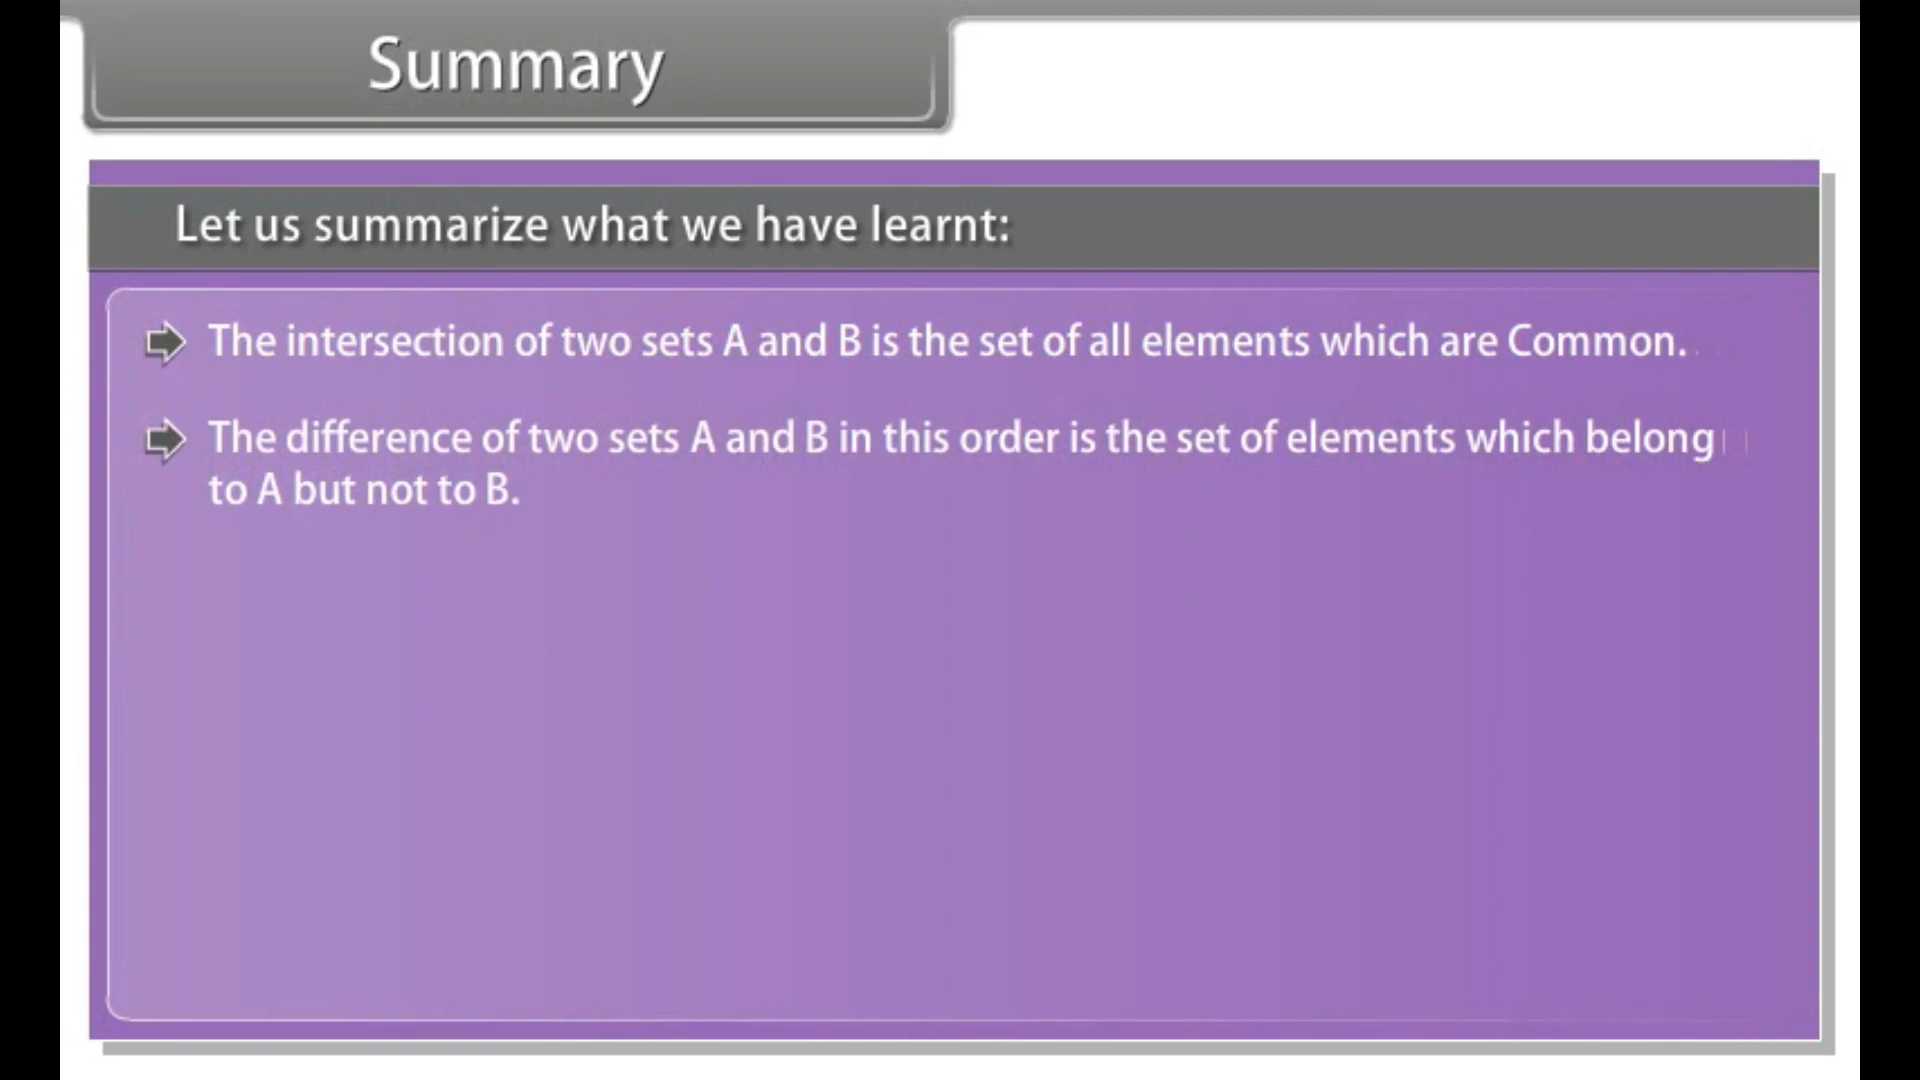 Summary
Let us summarize what we have learnt:
The intersection of two sets A and B is the set of all elements which are Common.
The difference of two sets A and B in this order is the set of elements which belong
to A but not to B.